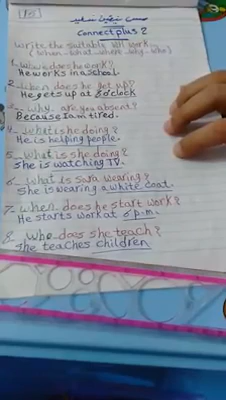 Connect plus 2
Write the suitable Wh work
(When - What - where - why - who)
1- where does he work?
He works in a school.
2- when does he get up?
He gets up at 8 o'clock
3- why are you absent?
Because I am tired.
4- what is he doing?
He is helping people.
5- what is she doing?
She is watching TV.
6- what is Sara wearing?
She is wearing a white coat.
7- when does he start work?
He starts work at 6 p.m.
8- who does she teach?
She teaches children